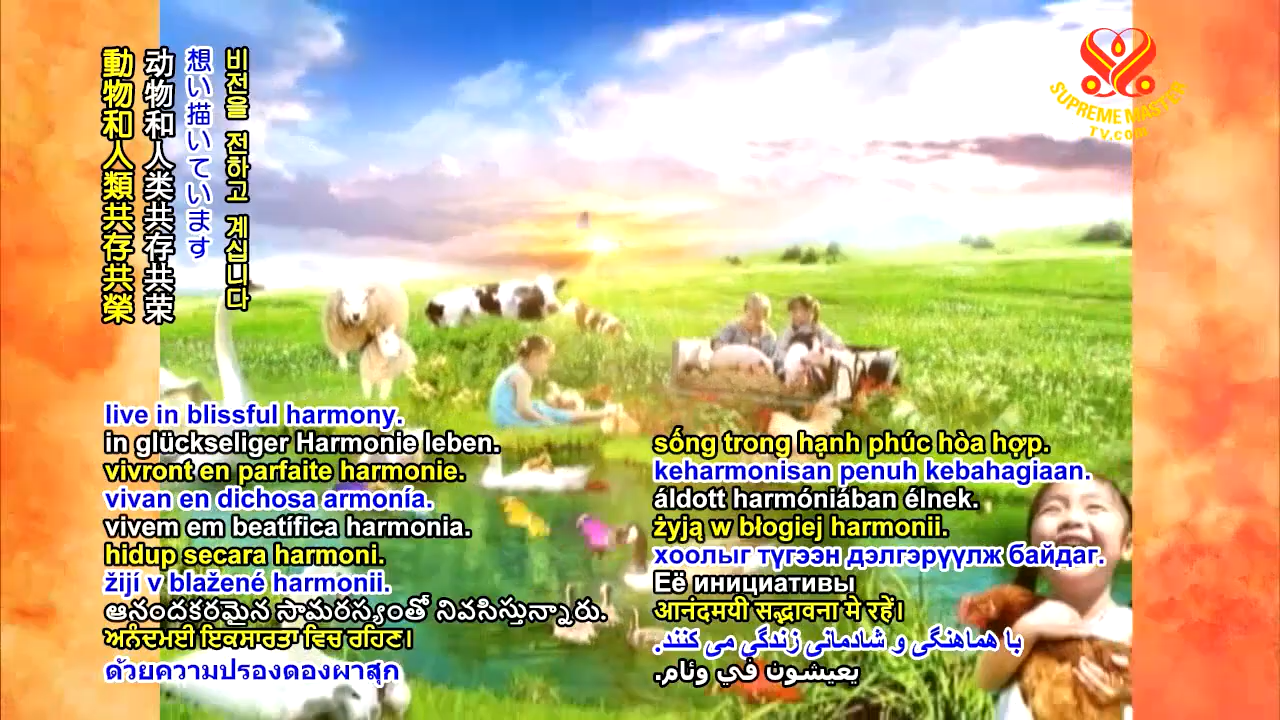 動物和人類共存共榮
动物和人类共存共荣
想い描いています
비전을 전하고 계십니다
SUPREME MASTER
TV.com
live in blissful harmony.
in glückseliger Harmonie leben.
vivront en parfaite harmonie.
vivan en dichosa armonía.
vivem em beatífica harmonia.
hidup secara harmoni.
žijí v blažené harmonii.
ఆనందకరమైన సామరస్యంతో నివసిస్తున్నారు.
ਅਨੰਦਮਈ ਇਕਸਾਰਤਾ ਵਿਚ ਰਹਿਣ।
ด้วยความปรองดองผาสุก
sống trong hạnh phúc hòa hợp.
keharmonisan penuh kebahagiaan.
áldott harmóniában élnek.
żyją w błogiej harmonii.
хоолыг түгээн дэлгэрүүлж байдаг.
Её инициативы
आनंदमयी सद्भावना मे रहें।
با هماهنگی و شادمانی زندگی می کنند.
يعيشون في وئام.